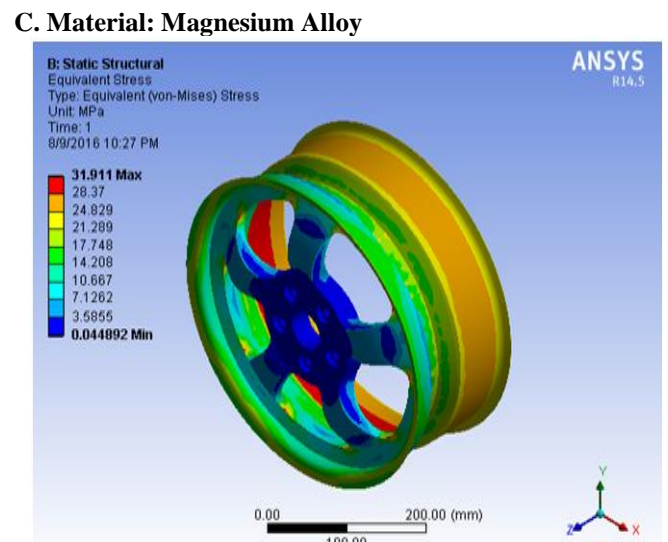 C. Material: Magnesium Alloy
B: Static Structural
Equivalent Stress
Type: Equivalent (von-Mises) Stress
Unit: MPa
Time: 1
8/9/2016 10:27 PM
ANSYS
R14.5
31.911 Max
28.37
24.829
21.289
17.748
14.208
10.667
7.1262
3.5855
0.044892 Min
0.00
200.00 (mm)
100.00
Y
Z
X